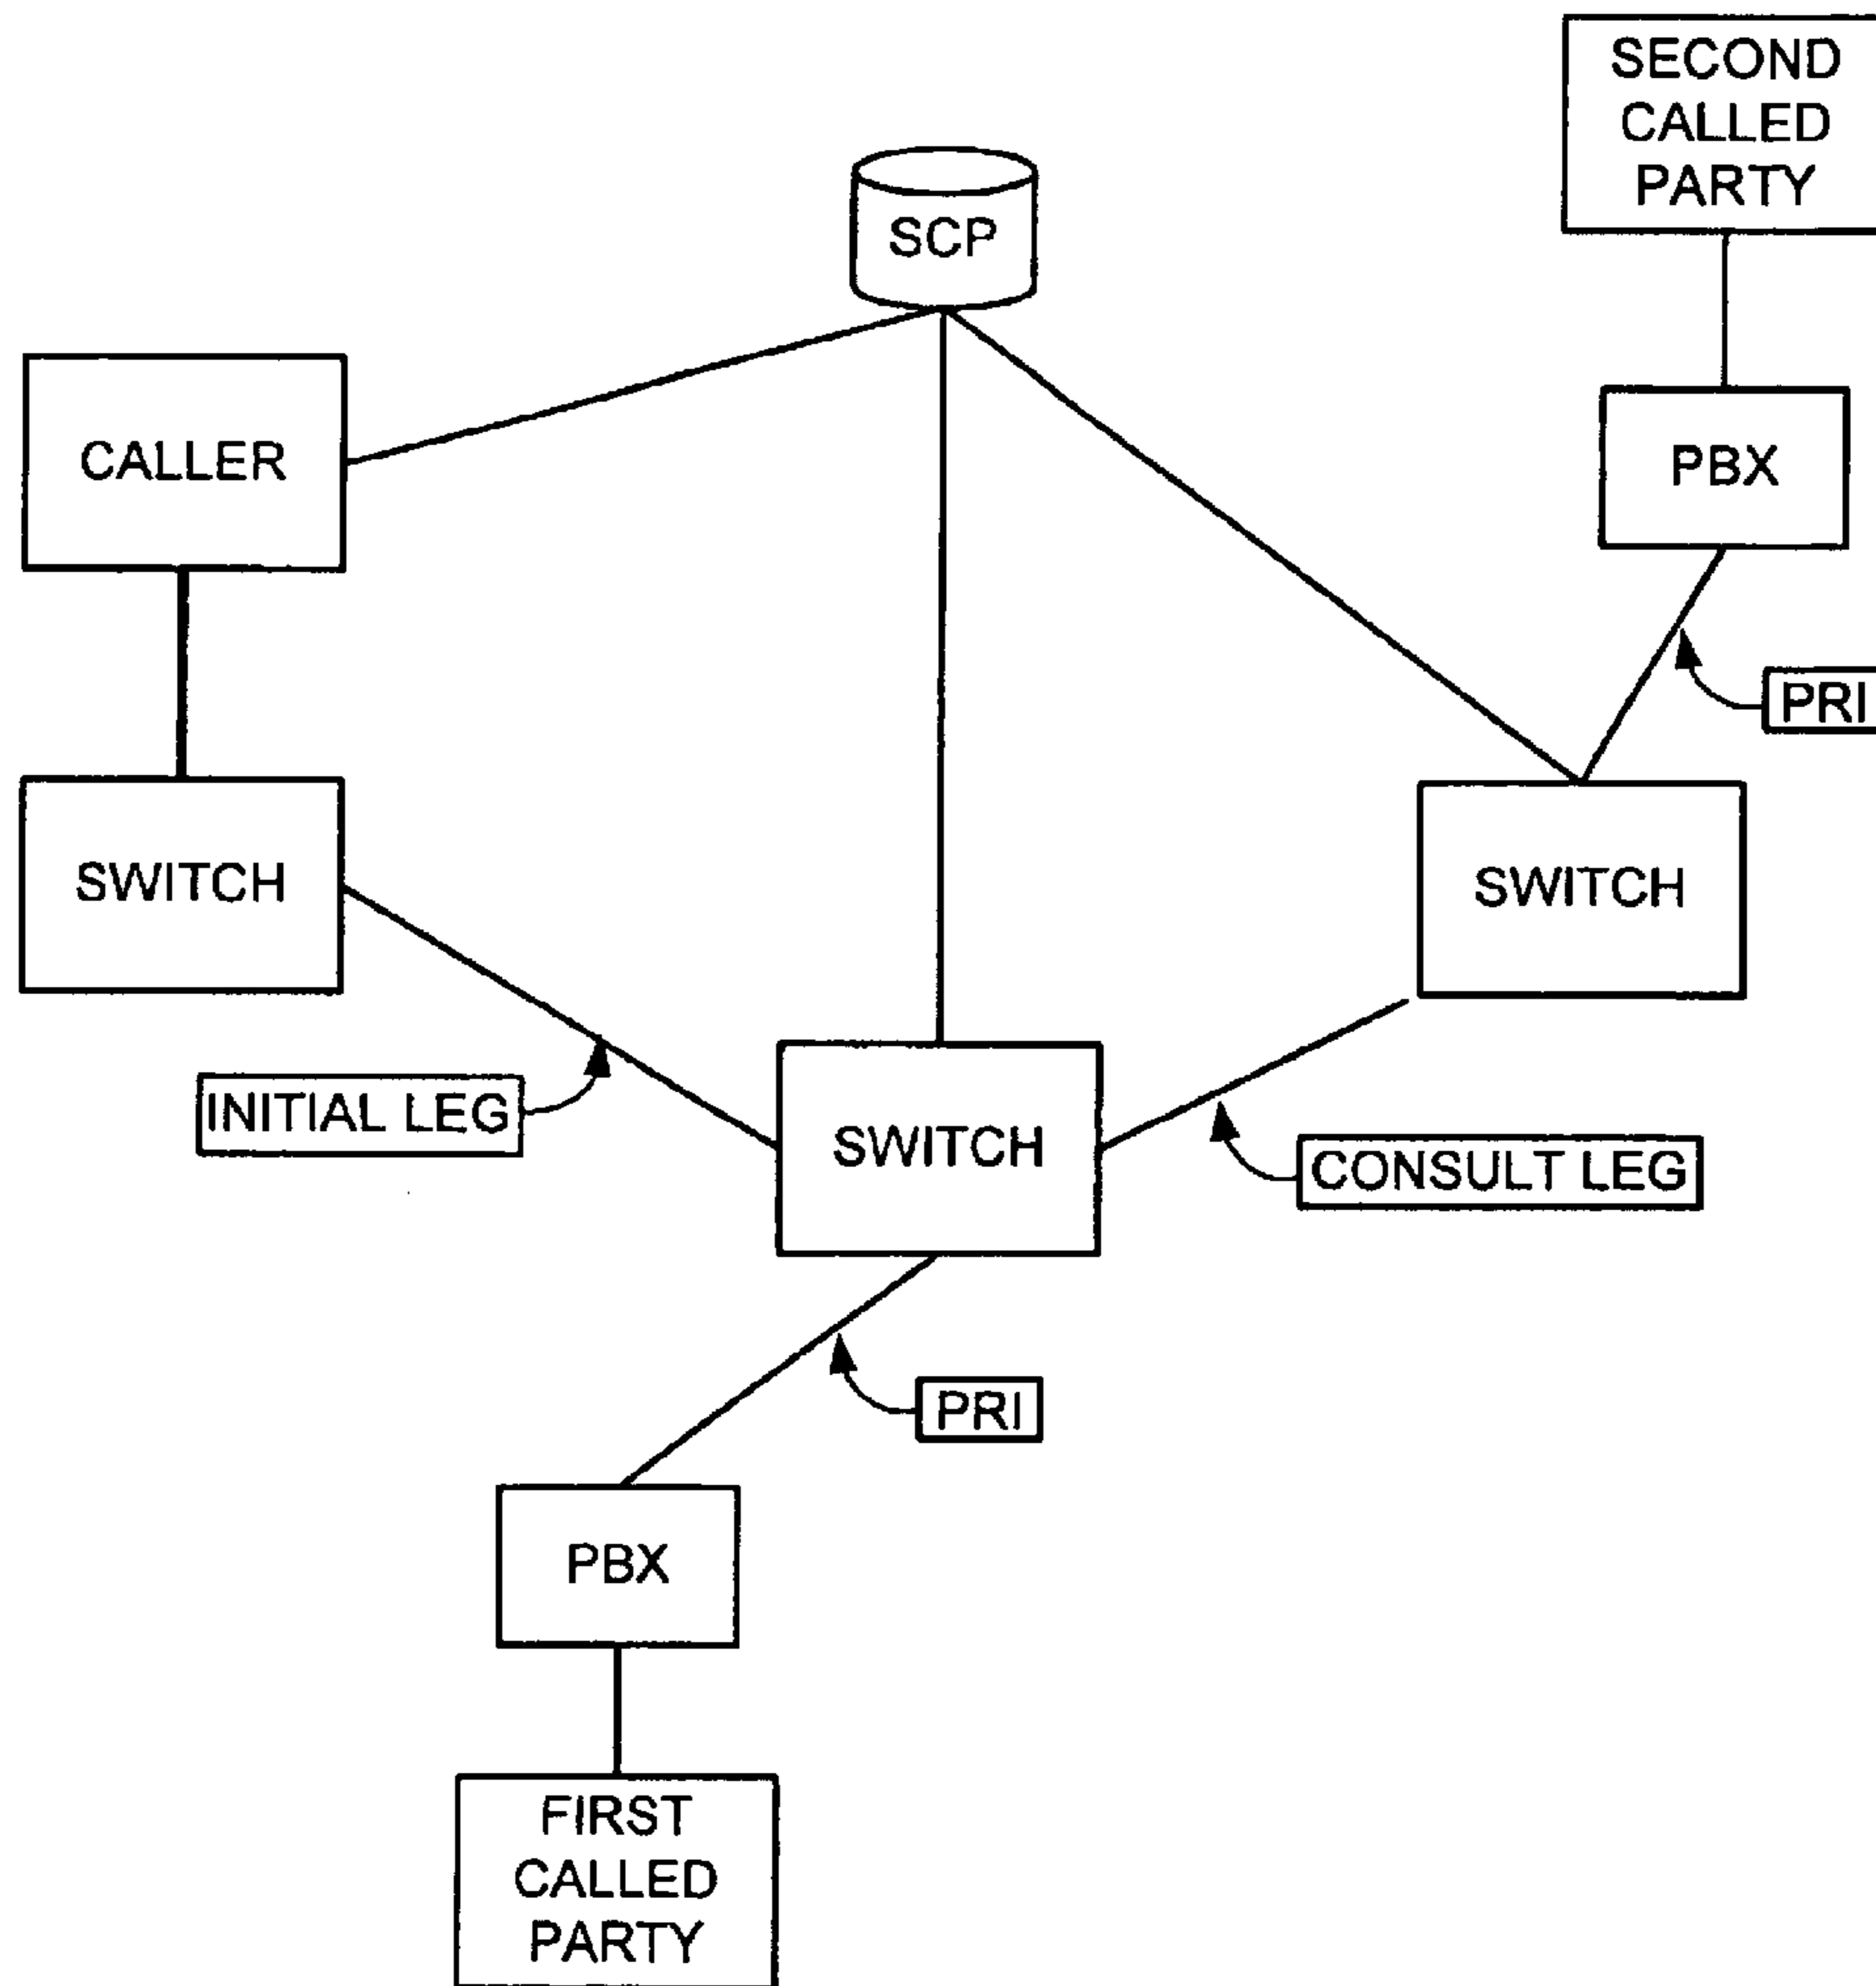 SECOND
CALLED
PARTY
SCP
CALLER
PBX
PRI
SWITCH
SWITCH
INITIAL LEG
SWITCH
CONSULT LEG
PRI
PBX
FIRST
CALLED
PARTY